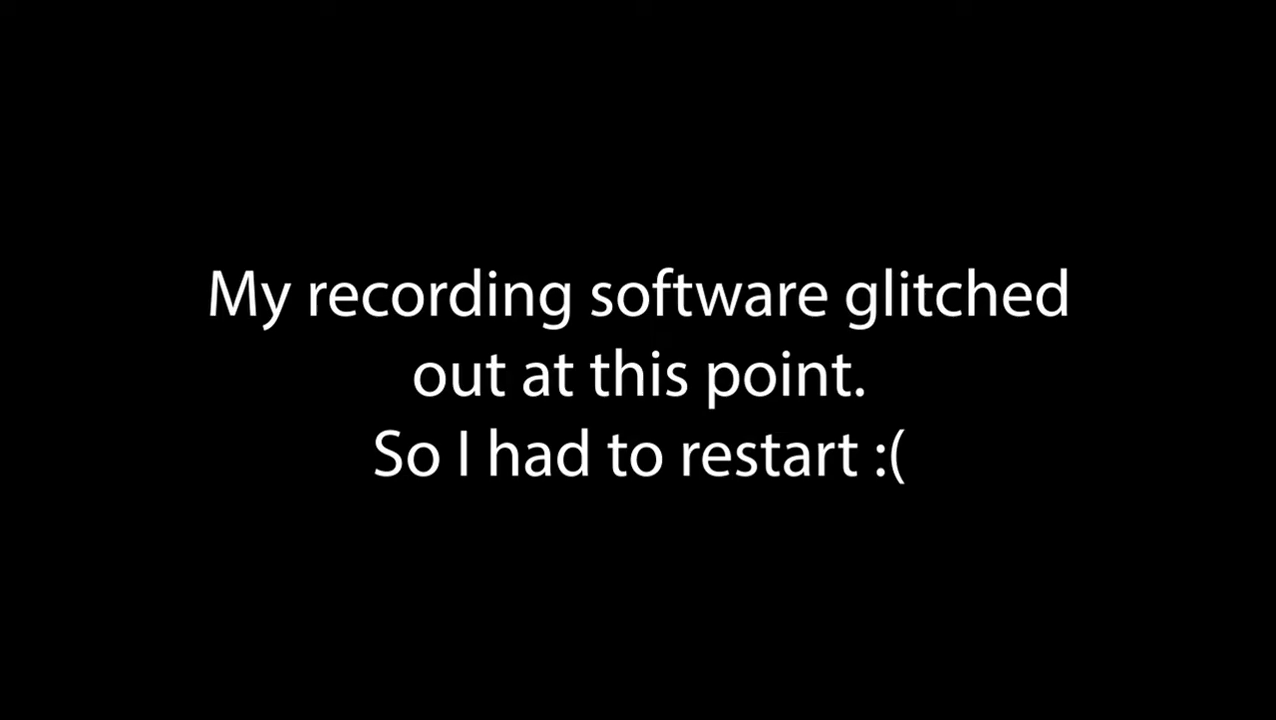 My recording software glitched
out at this point.
So I had to restart :(